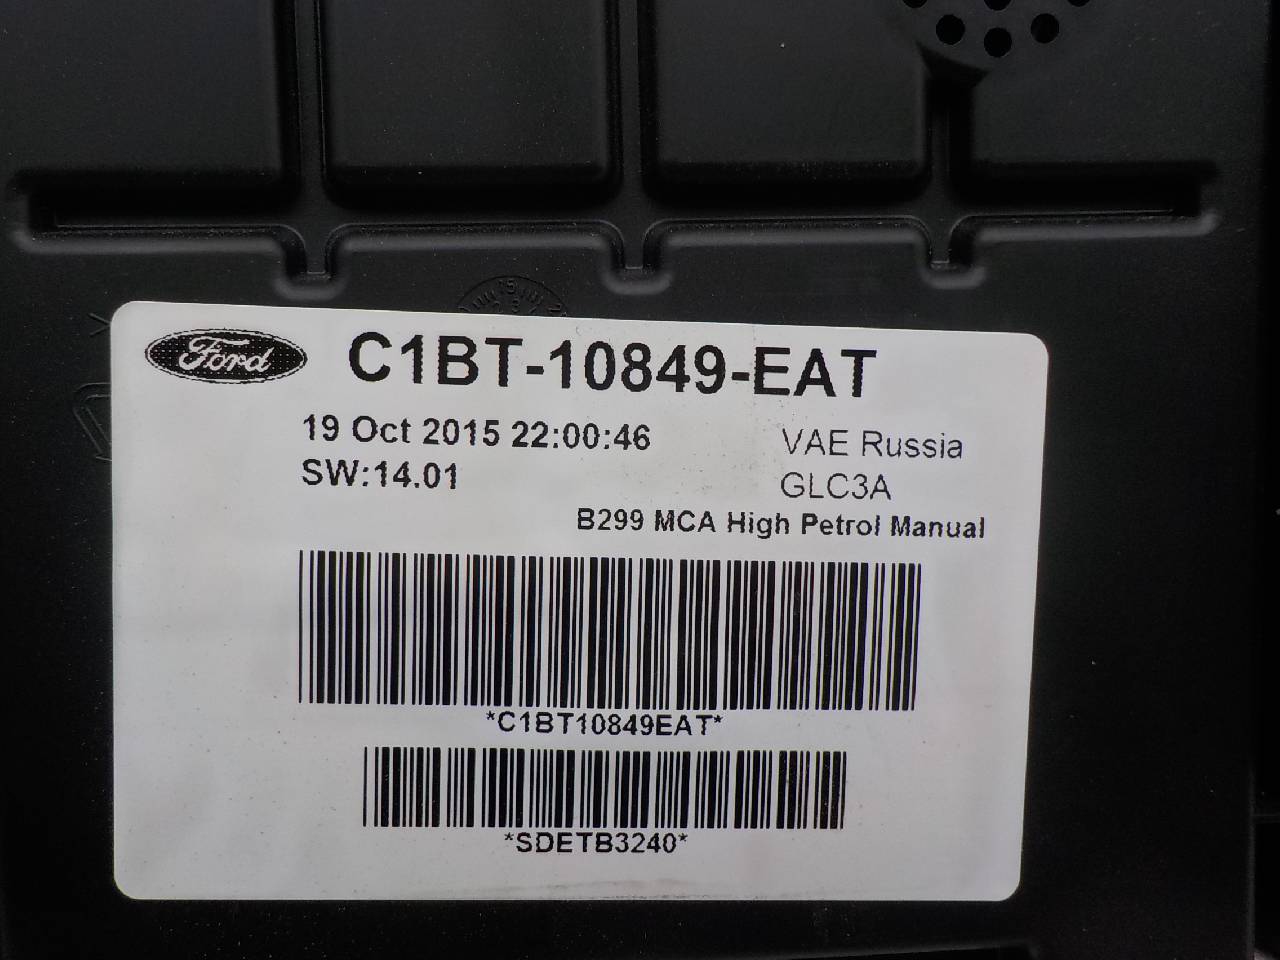 Ford
C1BT-10849-EAT
19 Oct 2015 22:00:46
VAE Russia
SW:14.01
GLC3A
B299 MCA High Petrol Manual
*C1BT10849EAT*
*SDETB3240*